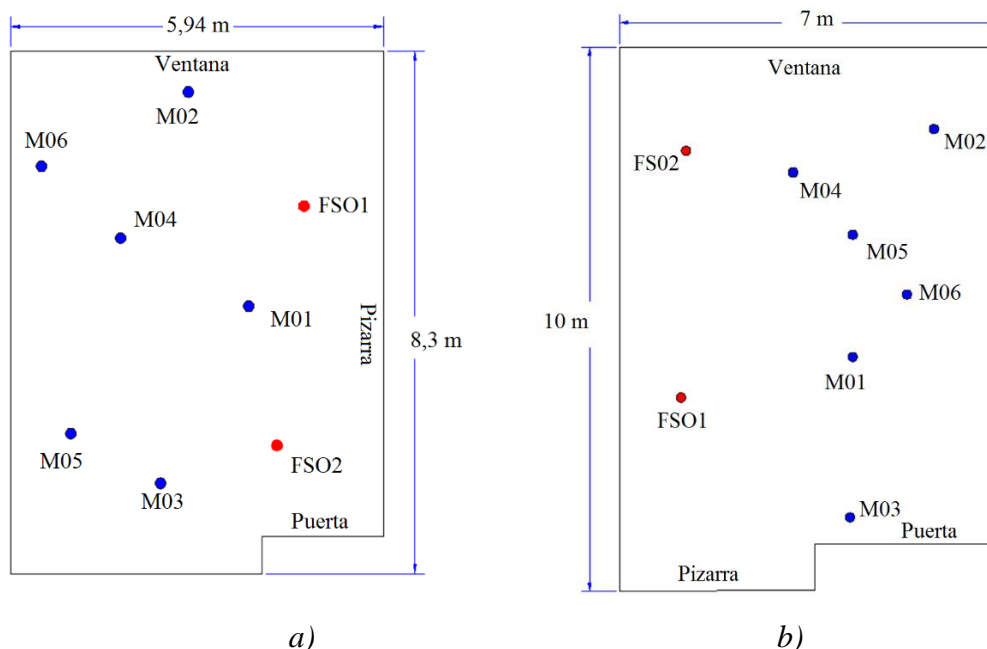 5,94 m
Ventana
M02
M06
FSO1
M04
M01
Pizarra
8,3 m
M05
FSO2
M03
Puerta
a)
7 m
Ventana
M02
FS02
M04
M05
M06
10 m
M01
FSO1
M03
Puerta
Pizarra
b)